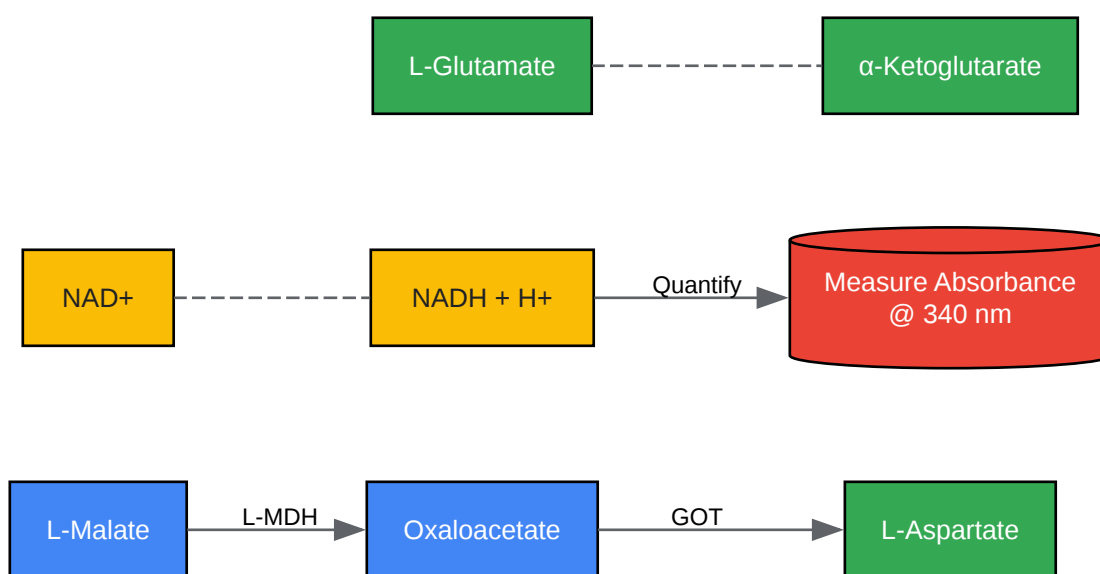 L-Glutamate
α-Ketoglutarate
NAD+
NADH + H+
Quantify
Measure Absorbance
@ 340 nm
L-Malate
L-MDH
Oxaloacetate
GOT
L-Aspartate